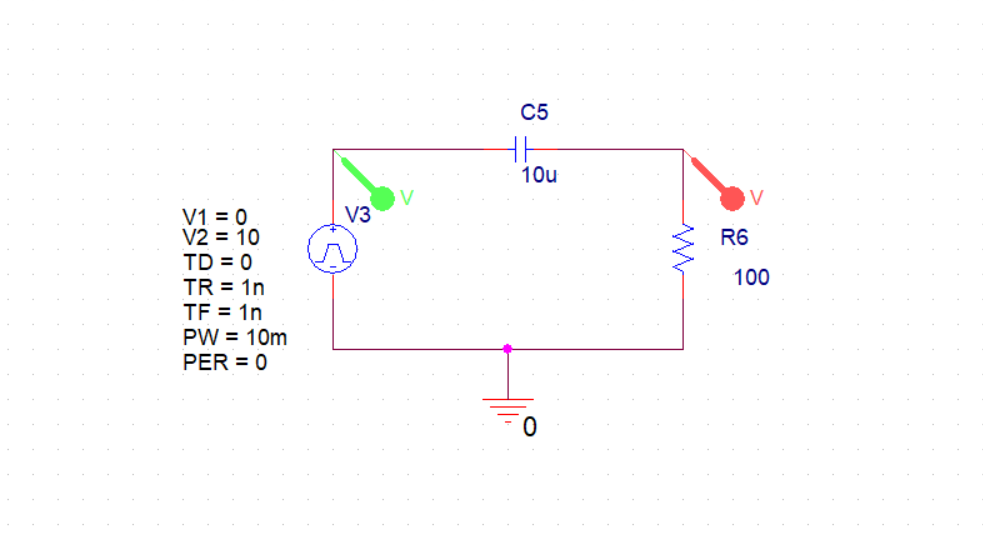 C5
10u
V
V
V3
V1 = 0
V2 = 10
TD = 0
TR = 1n
TF = 1n
PW = 10m
PER = 0
R6
100
0